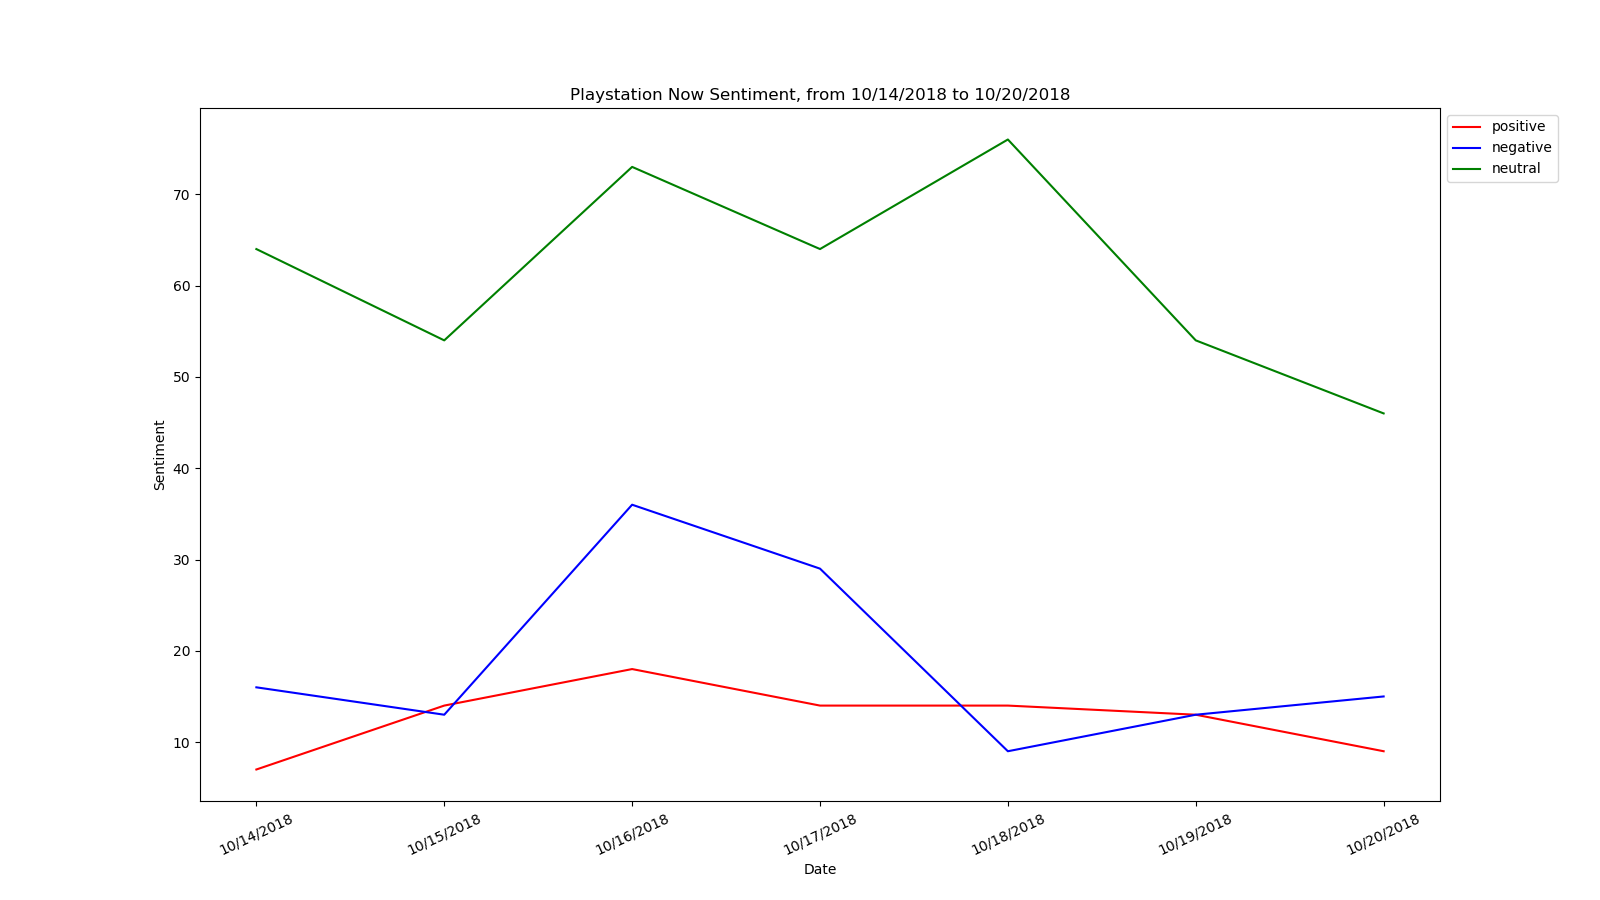 Playstation Now Sentiment, from 10/14/2018 to 10/20/2018
positive
negative
neutral
70
60
50
40
30
20
10
Sentiment
10/14/2018
10/15/2018
10/16/2018
10/17/2018
10/18/2018
10/19/2018
10/20/2018
Date